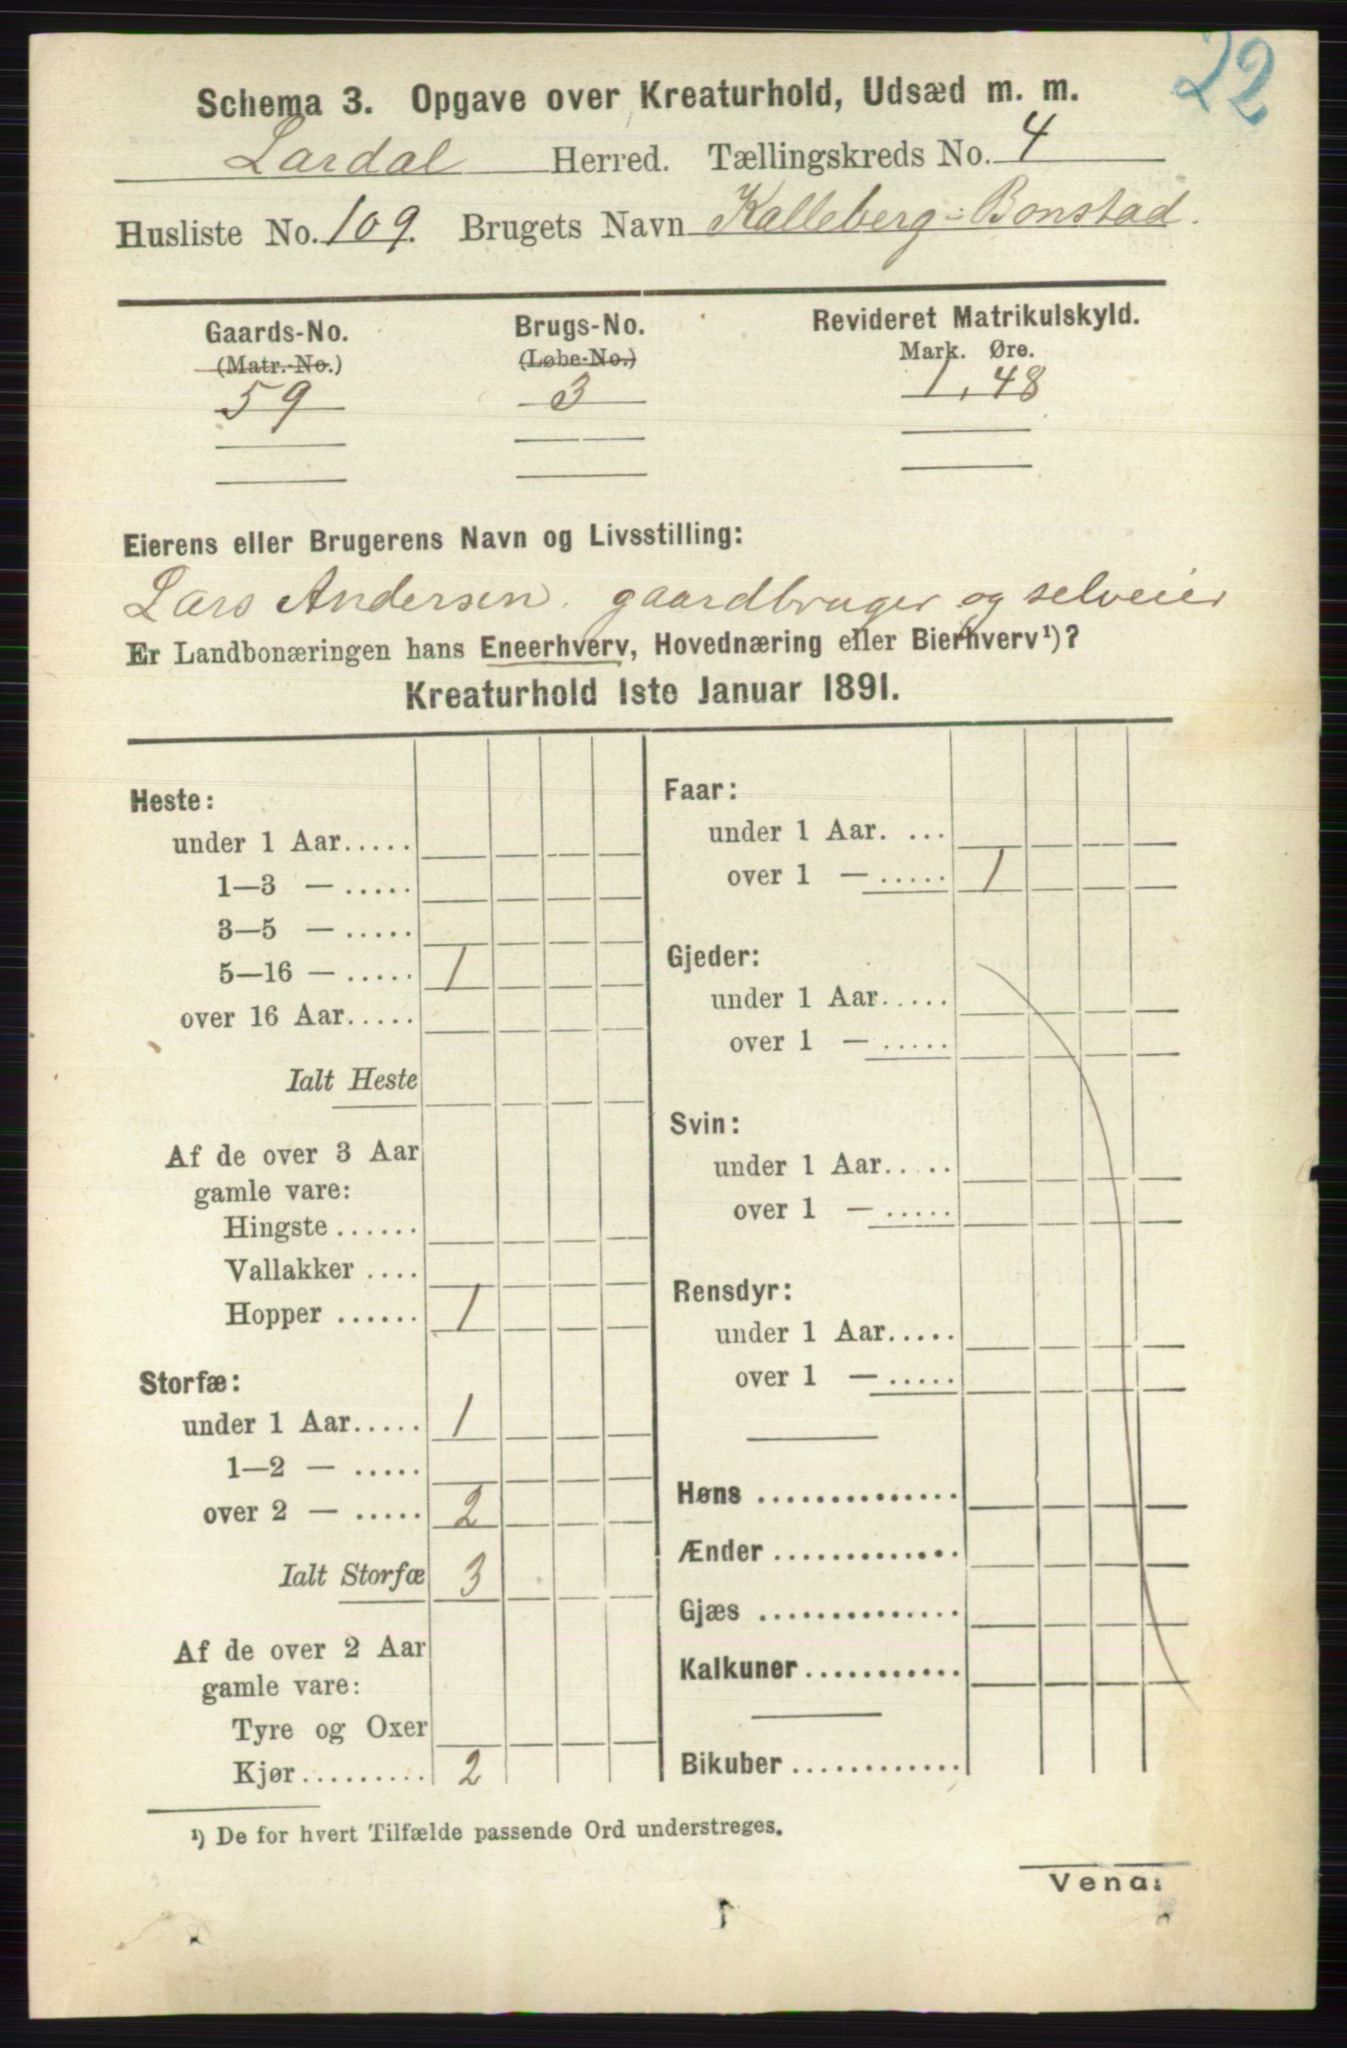 22
Schema 3. Opgave over Kreaturhold, Udsæd m. m.
Lardal Herred. Tællingskreds No. 4
Husliste No. 109. Brugets Navn Kalleberg-Bonstad.
Gaards-No. Brugs-No. Revideret Matrikulskyld.
(Matr.-No.) (Løbe-No.) Mark. Øre.
59 3 1,48
Eierens eller Brugerens Navn og Livsstilling:
Lars Andersen. gaardbruger og selveier
Er Landbonæringen hans Eneerhverv, Hovednæring eller Bierhverv¹)?
Kreaturhold 1ste Januar 1891.
Heste:
under 1 Aar.....
1—3 — .....
3—5 — .....
5—16 — ..... 1
over 16 Aar.....
Ialt Heste
Af de over 3 Aar
gamle vare:
Hingste ......
Vallakker ....
Hopper ...... 1
Storfæ:
under 1 Aar..... 1
1—2 — .....
over 2 — ..... 2
Ialt Storfæ 3
Af de over 2 Aar
gamle vare:
Tyre og Oxer
Kjør......... 2
Faar:
under 1 Aar. ...
over 1 — ..... 1
Gjeder:
under 1 Aar.....
over 1 — .....
Svin:
under 1 Aar.....
over 1 — .....
Rensdyr:
under 1 Aar.....
over 1 — .....
Høns ..............
Ænder .............
Gjæs ..............
Kalkuner ...........
Bikuber ............
¹) De for hvert Tilfælde passende Ord understreges.
Vend: